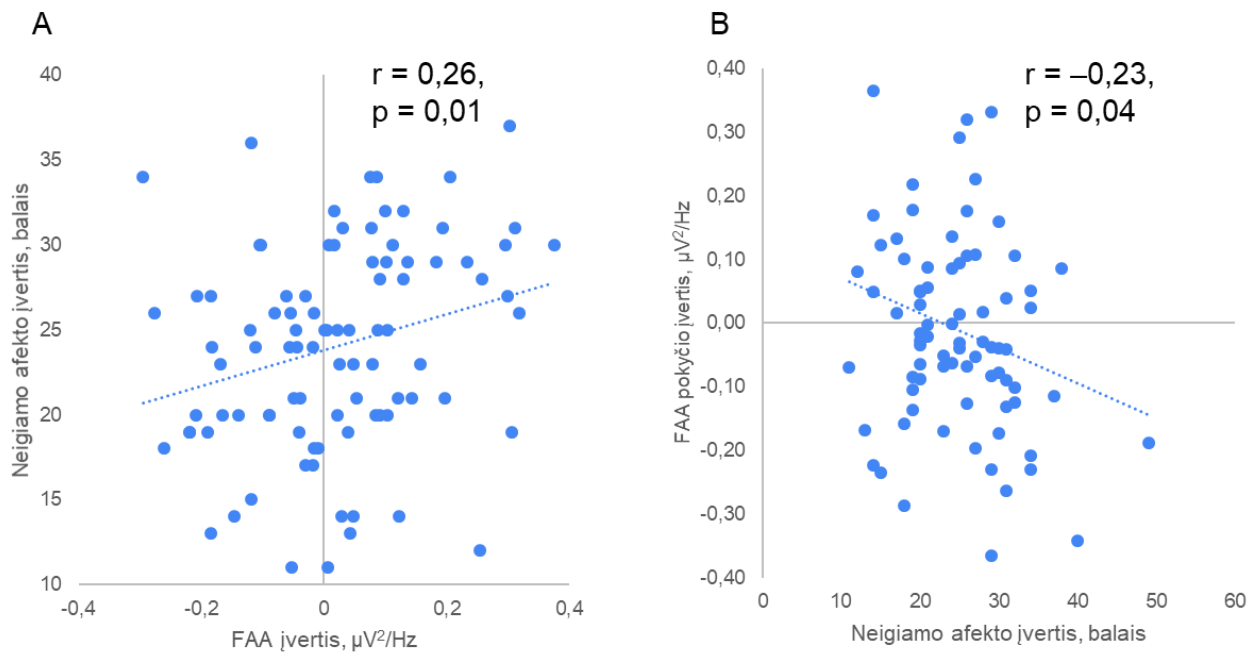 A
r = 0,26,
p = 0,01
Neigiamo afekto įvertis, balais
40
35
30
25
20
15
10
-0,4
-0,2
0
0,2
0,4
FAA įvertis, µV²/Hz
B
r = –0,23,
p = 0,04
FAA pokyčio įvertis, µV²/Hz
0,40
0,30
0,20
0,10
0,00
-0,10
-0,20
-0,30
-0,40
0
10
20
30
40
50
60
Neigiamo afekto įvertis, balais